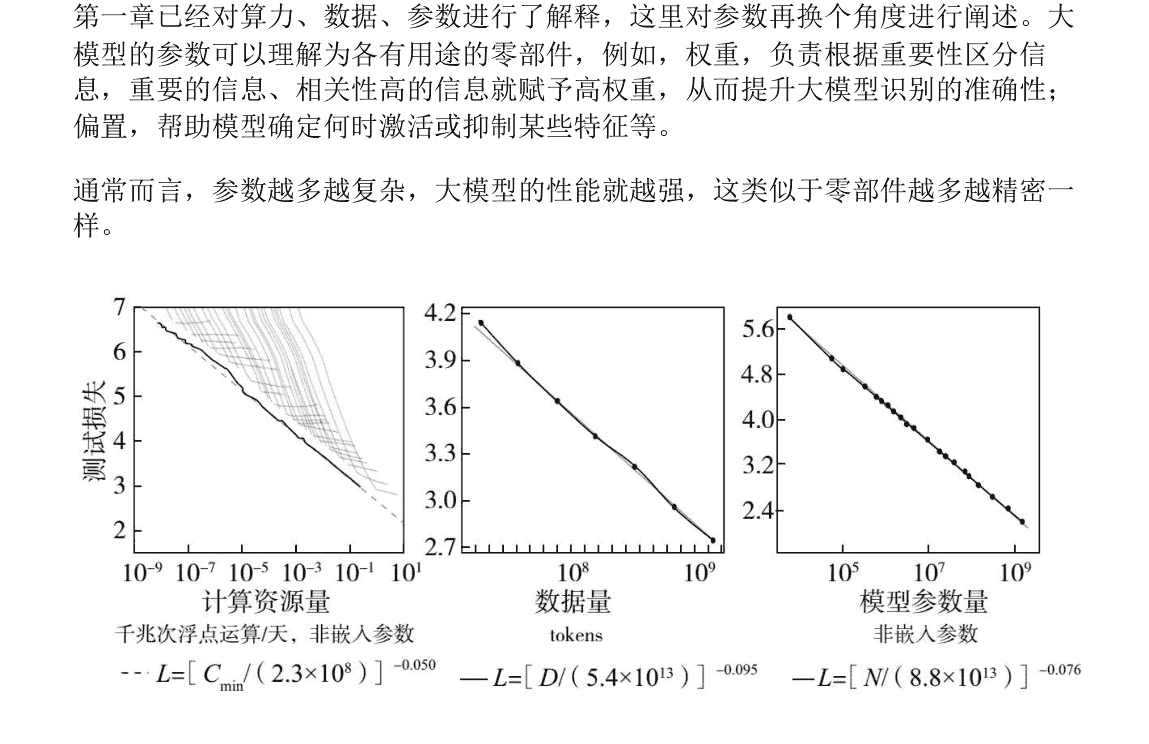 第一章已经对算力、数据、参数进行了解释，这里对参数再换个角度进行阐述。大
模型的参数可以理解为各有用途的零部件，例如，权重，负责根据重要性区分信
息，重要的信息、相关性高的信息就赋予高权重，从而提升大模型识别的准确性；
偏置，帮助模型确定何时激活或抑制某些特征等。
通常而言，参数越多越复杂，大模型的性能就越强，这类似于零部件越多越精密一
样。
测试损失
7
6
5
4
3
2
10⁻⁹ 10⁻⁷ 10⁻⁵ 10⁻³ 10⁻¹ 10¹
计算资源量
千兆次浮点运算/天，非嵌入参数
L=[Cmin/(2.3×10⁸)]⁻⁰·⁰⁵⁰
4.2
3.9
3.6
3.3
3.0
2.7
10⁸ 10⁹
数据量
tokens
L=[D/(5.4×10¹³)]⁻⁰·⁰⁹⁵
5.6
4.8
4.0
3.2
2.4
10⁵ 10⁷ 10⁹
模型参数量
非嵌入参数
L=[N/(8.8×10¹³)]⁻⁰·⁰⁷⁶